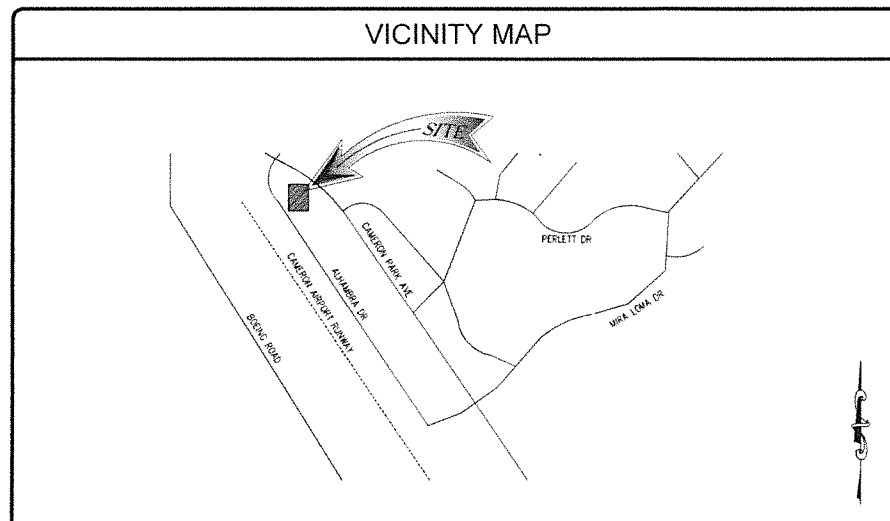 VICINITY MAP
SITE
CAMERON PARK AVE
PERLETT DR
ALHAMBRA DR
CAMERON AIRPORT RUNWAY
MIRA LOMA DR
BOEING ROAD